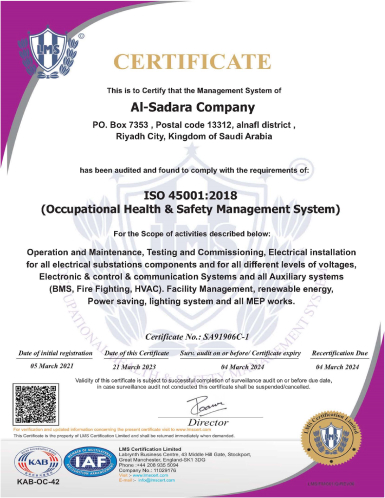 LMS
CERTIFICATE
This is to Certify that the Management System of
Al-Sadara Company
PO. Box 7353 , Postal code 13312, alnafl district ,
Riyadh City, Kingdom of Saudi Arabia
has been audited and found to comply with the requirements of:
ISO 45001:2018
(Occupational Health & Safety Management System)
For the Scope of activities described below:
Operation and Maintenance, Testing and Commissioning, Electrical installation
for all electrical substations components and for all different levels of voltages,
Electronic & control & communication Systems and all Auxiliary systems
(BMS, Fire Fighting, HVAC). Facility Management, renewable energy,
Power saving, lighting system and all MEP works.
Certificate No.: SA91906C-1
Date of initial registration Date of this Certificate Surv. audit on or before/ Certificate expiry Recertification Due
05 March 2021 21 March 2023 04 March 2024 04 March 2024
Validity of this certificate is subject to successful completion of surveillance audit on or before due date,
in case surveillance audit not conducted this certificate shall be suspended/cancelled.
Director
For verification and updated information concerning the present certificate visit to www.lmscert.com
This Certificate is the property of LMS Certification Limited and shall be returned immediately when demanded.
KAB
KAB-OC-42
IAF
LMS Certification Limited
Labyrinth Business Centre, 43 Middle Hill Gate, Stockport,
Great Manchester, England-SK1 3DG
Phone:+44 208 935 5094
Company No.: 11029176
Visit :- www.lmscert.com
E-mail:- info@lmscert.com
LMS